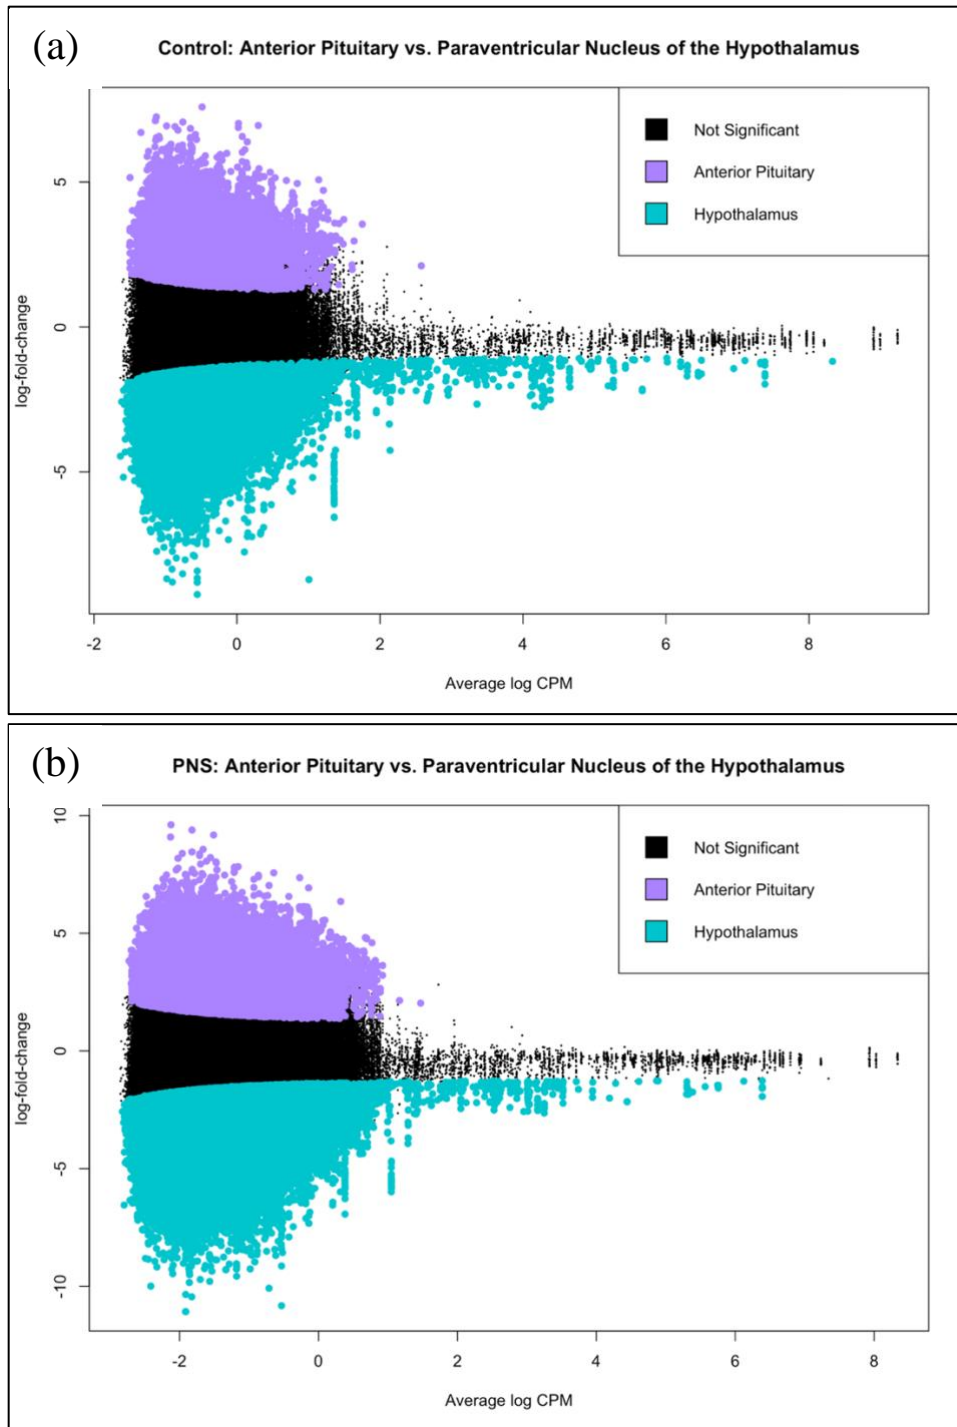 (a)
Control: Anterior Pituitary vs. Paraventricular Nucleus of the Hypothalamus
Not Significant
Anterior Pituitary
Hypothalamus
log-fold-change
5
0
-5
-2 0 2 4 6 8
Average log CPM
(b)
PNS: Anterior Pituitary vs. Paraventricular Nucleus of the Hypothalamus
Not Significant
Anterior Pituitary
Hypothalamus
log-fold-change
10
5
0
-5
-10
-2 0 2 4 6 8
Average log CPM